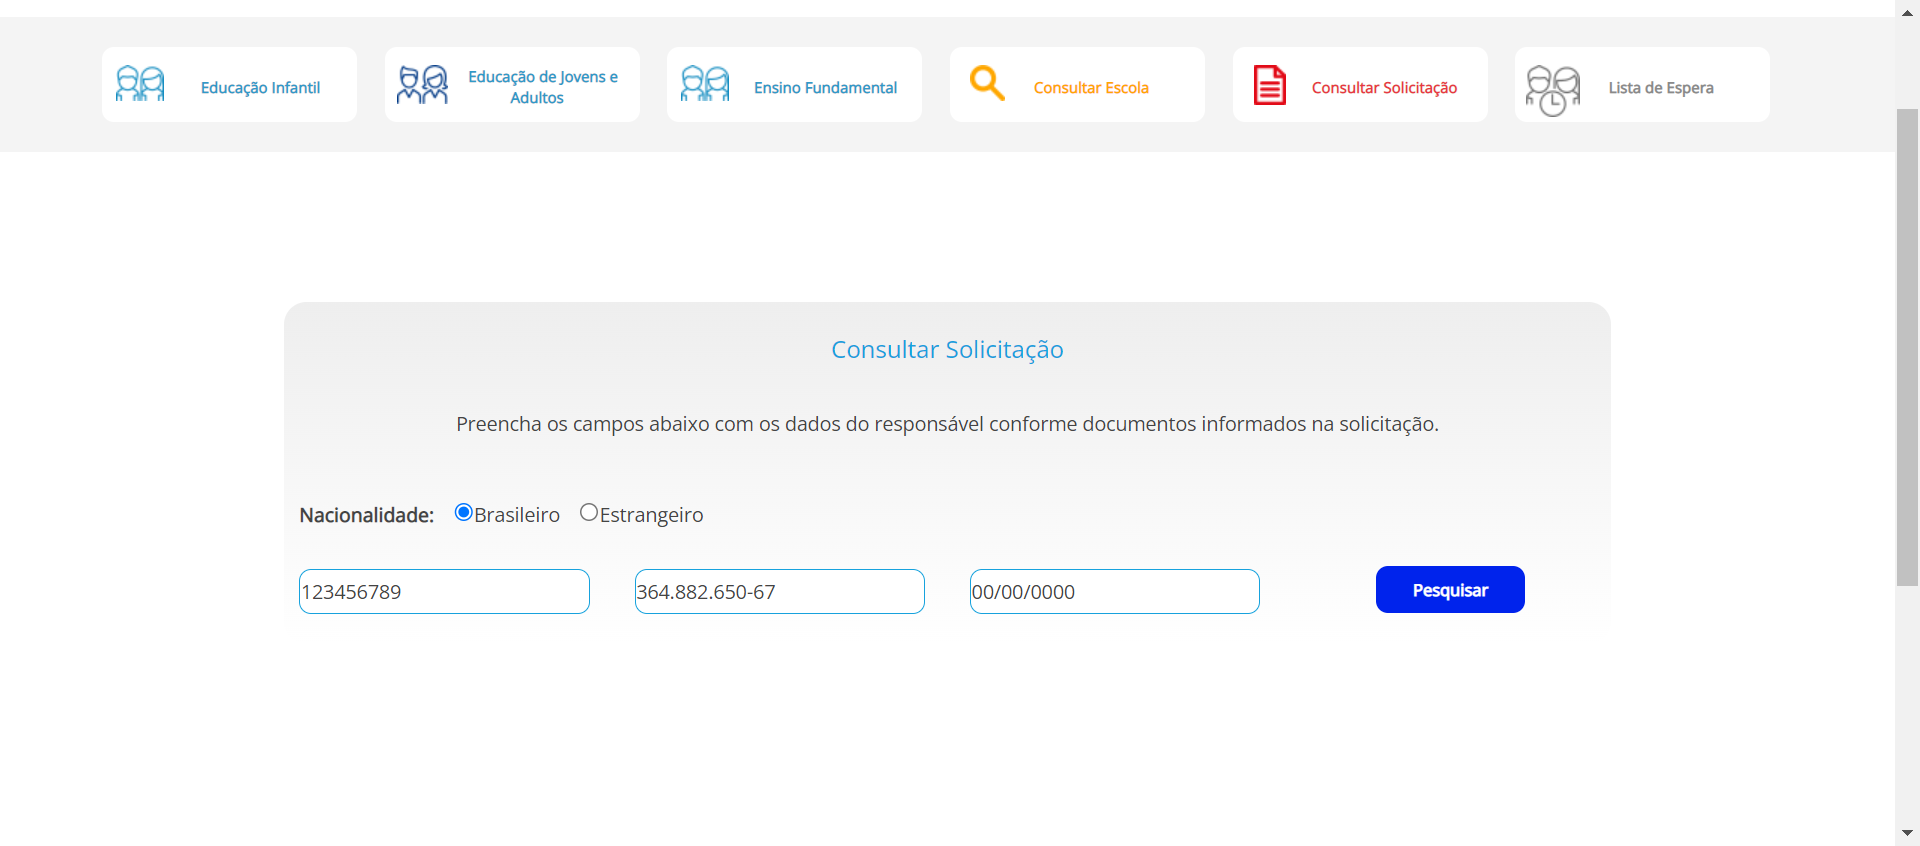 Educação Infantil
Educação de Jovens e
Adultos
Ensino Fundamental
Consultar Escola
Consultar Solicitação
Lista de Espera
Consultar Solicitação
Preencha os campos abaixo com os dados do responsável conforme documentos informados na solicitação.
Nacionalidade: Brasileiro Estrangeiro
123456789 364.882.650-67 00/00/0000 Pesquisar